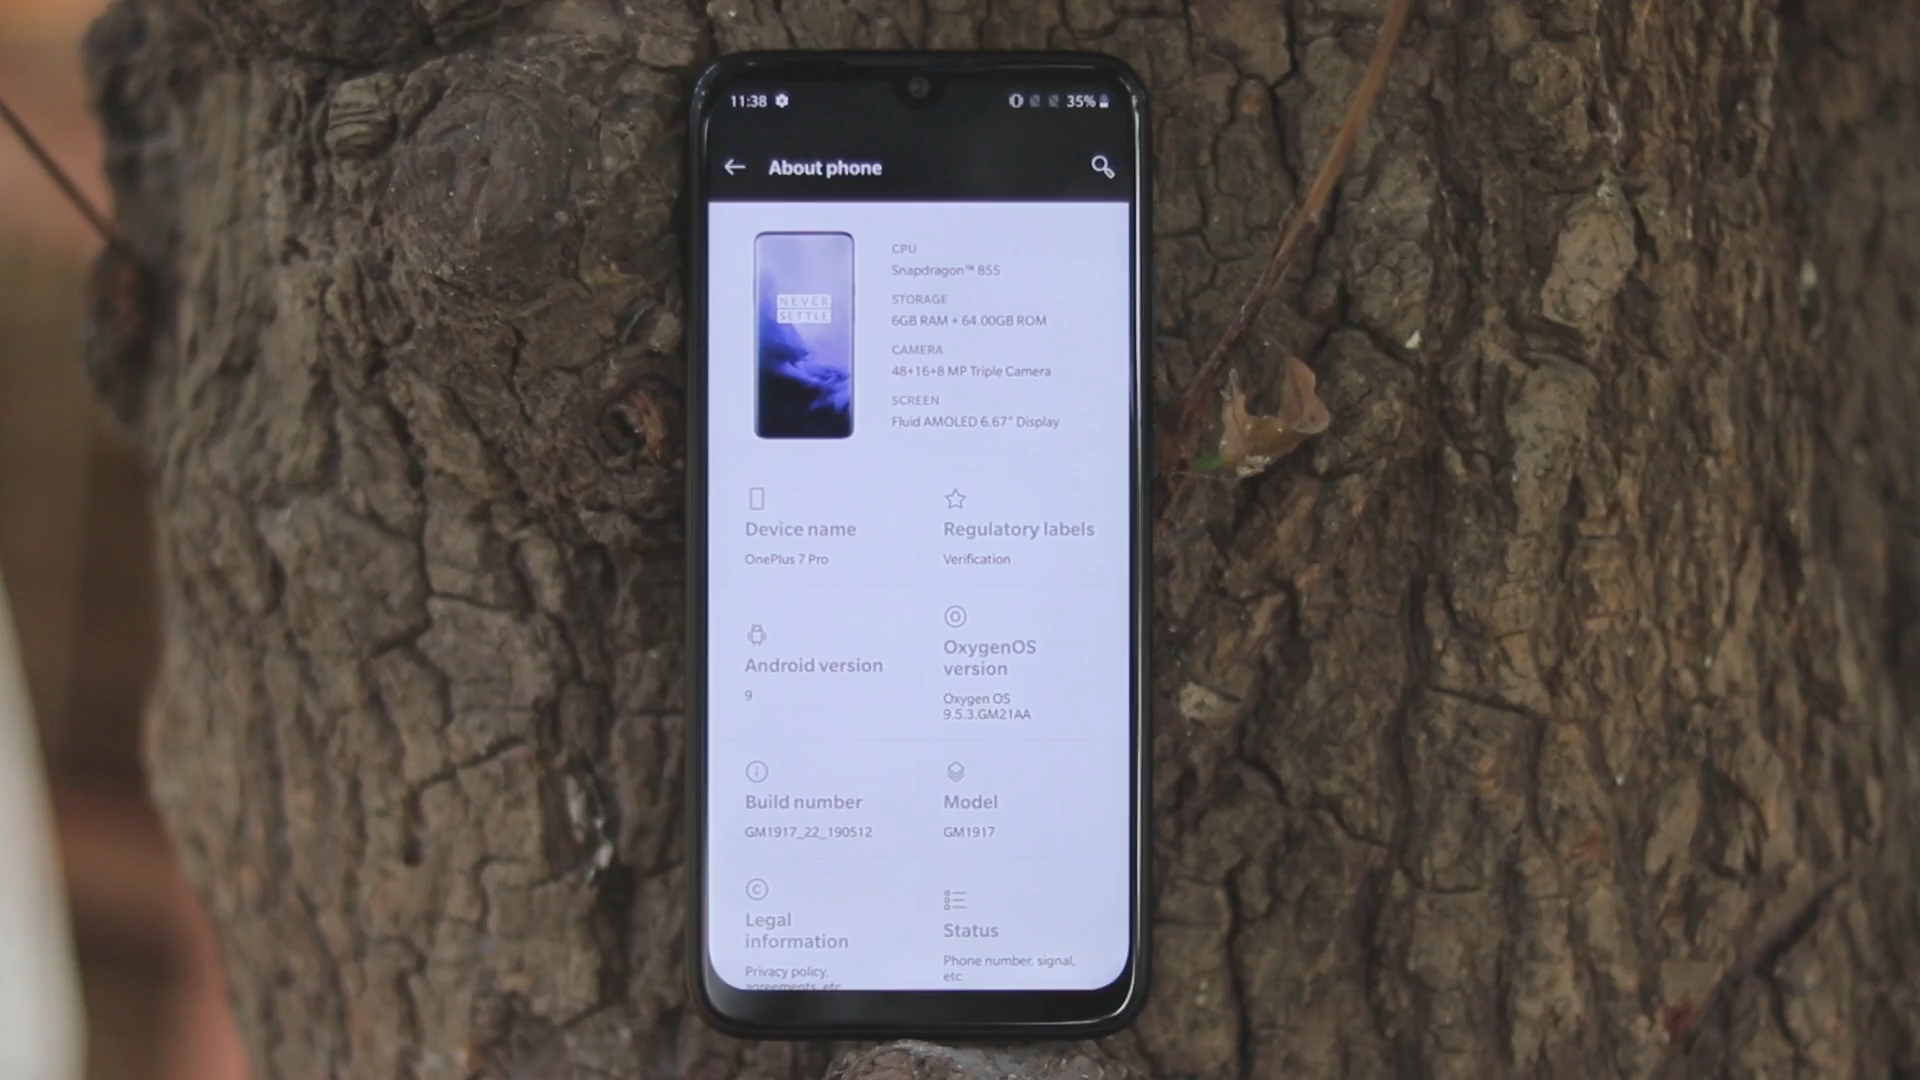 11:38
35%
About phone
NEVER
SETTLE
CPU
Snapdragon™ 855
STORAGE
6GB RAM + 64.00GB ROM
CAMERA
48+16+8 MP Triple Camera
SCREEN
Fluid AMOLED 6.67" Display
Device name
OnePlus 7 Pro
Regulatory labels
Verification
Android version
9
OxygenOS
version
Oxygen OS
9.5.3.GM21AA
Build number
GM1917_22_190512
Model
GM1917
Legal
information
Privacy policy,
agreements, etc
Status
Phone number, signal,
etc